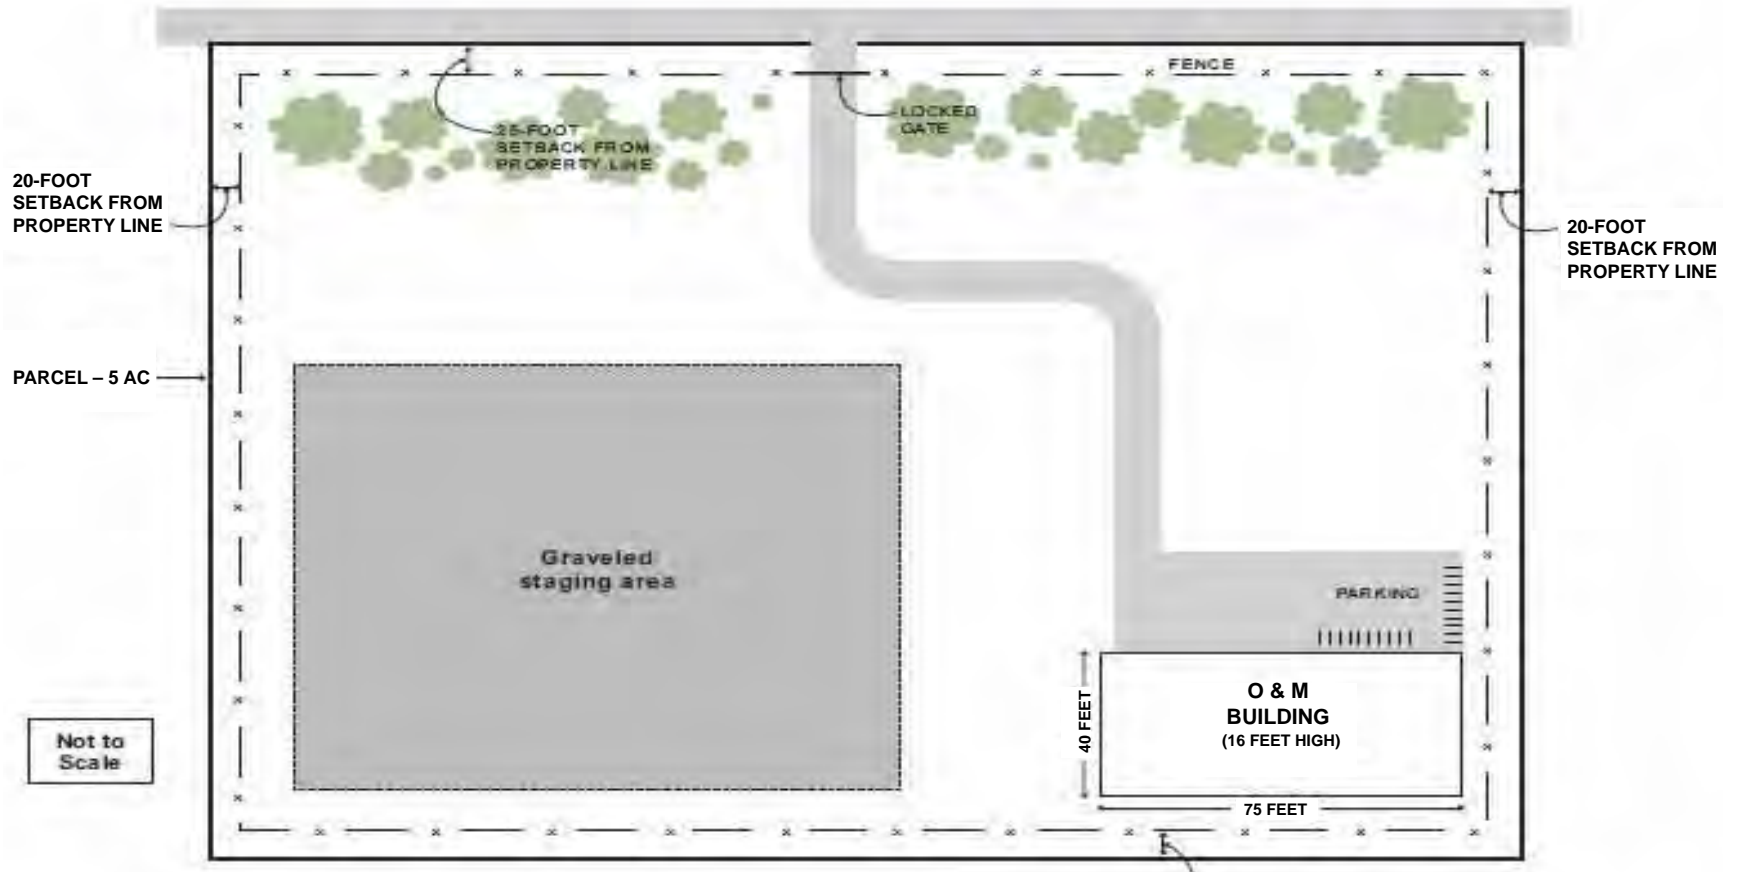 FENCE
LOCKED
GATE
25-FOOT
SETBACK FROM
PROPERTY LINE
20-FOOT
SETBACK FROM
PROPERTY LINE
20-FOOT
SETBACK FROM
PROPERTY LINE
PARCEL – 5 AC
Graveled
staging area
PARKING
O & M
BUILDING
(16 FEET HIGH)
40 FEET
75 FEET
Not to
Scale